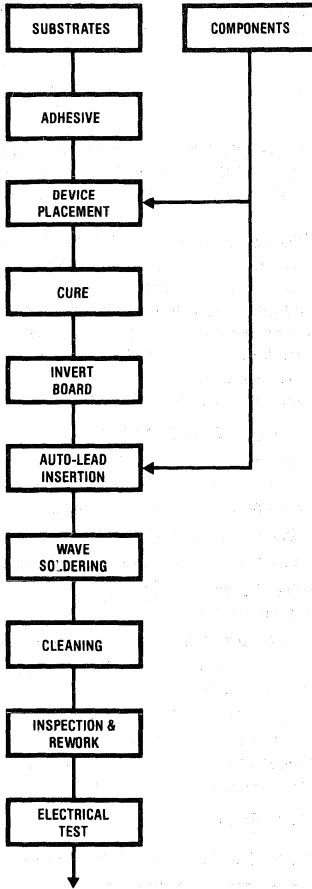 SUBSTRATES
COMPONENTS
ADHESIVE
DEVICE
PLACEMENT
CURE
INVERT
BOARD
AUTO-LEAD
INSERTION
WAVE
SOLDERING
CLEANING
INSPECTION &
REWORK
ELECTRICAL
TEST